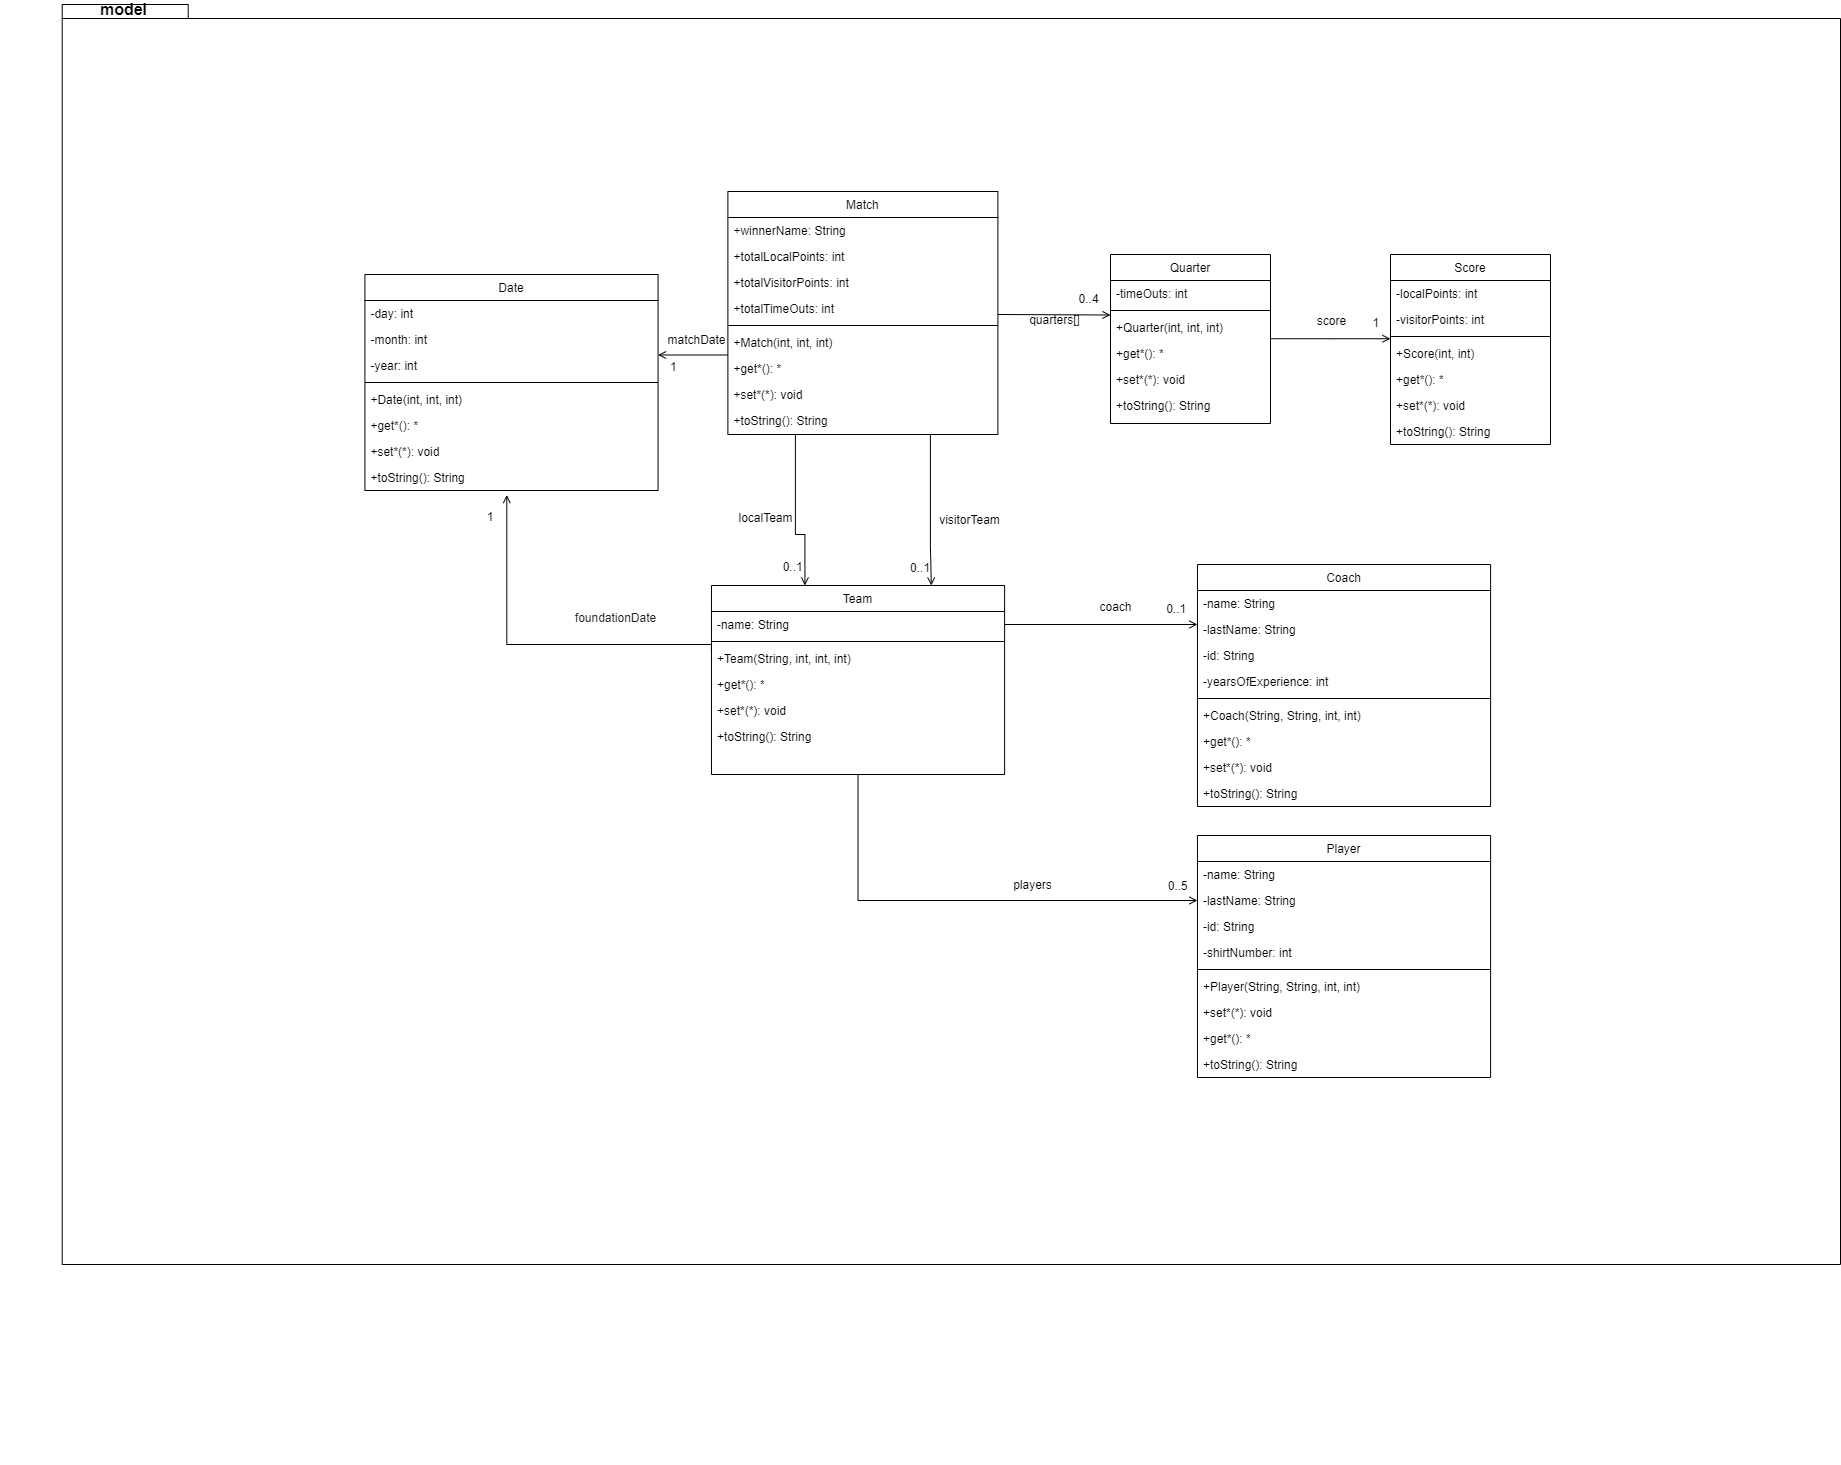 model
Match
+winnerName: String
+totalLocalPoints: int
+totalVisitorPoints: int
+totalTimeOuts: int
+Match(int, int, int)
+get*(): *
+set*(*): void
+toString(): String
Date
-day: int
-month: int
-year: int
+Date(int, int, int)
+get*(): *
+set*(*): void
+toString(): String
matchDate
1
0..4
quarters[]
Quarter
-timeOuts: int
+Quarter(int, int, int)
+get*(): *
+set*(*): void
+toString(): String
score
1
Score
-localPoints: int
-visitorPoints: int
+Score(int, int)
+get*(): *
+set*(*): void
+toString(): String
1
foundationDate
localTeam
0..1
visitorTeam
0..1
Team
-name: String
+Team(String, int, int, int)
+get*(): *
+set*(*): void
+toString(): String
coach
0..1
Coach
-name: String
-lastName: String
-id: String
-yearsOfExperience: int
+Coach(String, String, int, int)
+get*(): *
+set*(*): void
+toString(): String
players
0..5
Player
-name: String
-lastName: String
-id: String
-shirtNumber: int
+Player(String, String, int, int)
+set*(*): void
+get*(): *
+toString(): String